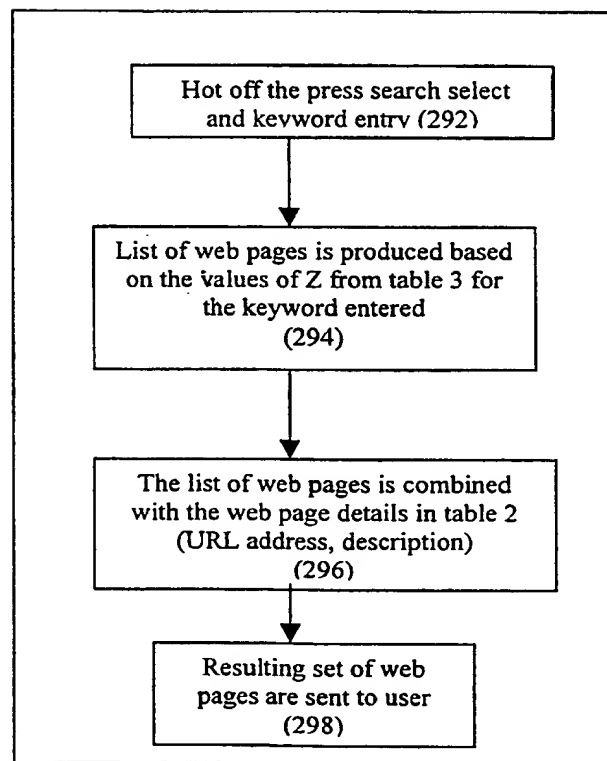 Hot off the press search select
and keyword entry (292)
List of web pages is produced based
on the values of Z from table 3 for
the keyword entered
(294)
The list of web pages is combined
with the web page details in table 2
(URL address, description)
(296)
Resulting set of web
pages are sent to user
(298)